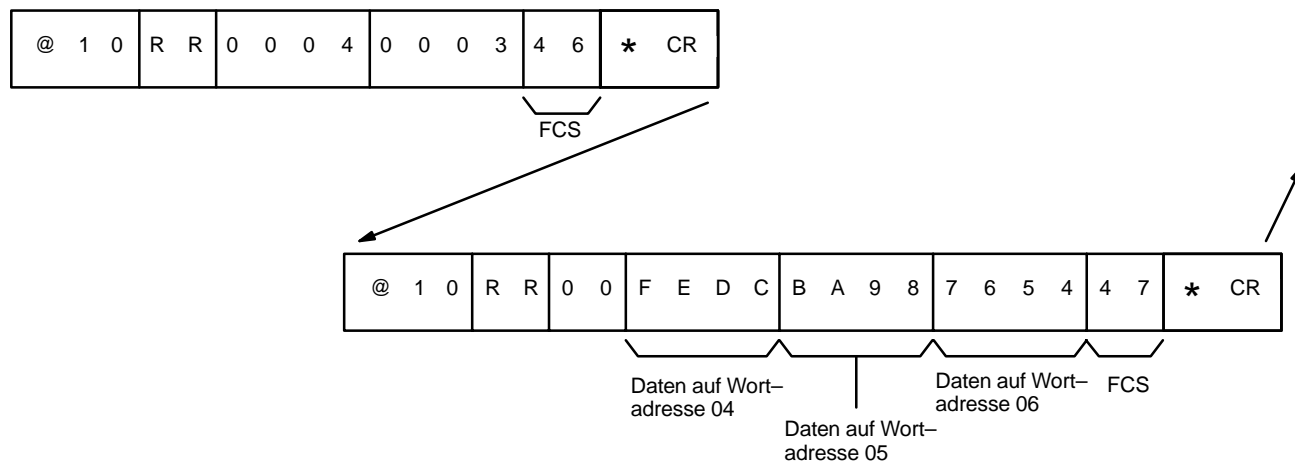 @ 1 0 R R 0 0 0 4 0 0 0 3 4 6 * CR
FCS
@ 1 0 R R 0 0 F E D C B A 9 8 7 6 5 4 4 7 * CR
Daten auf Wort–
adresse 04
Daten auf Wort–
adresse 05
Daten auf Wort–
adresse 06
FCS